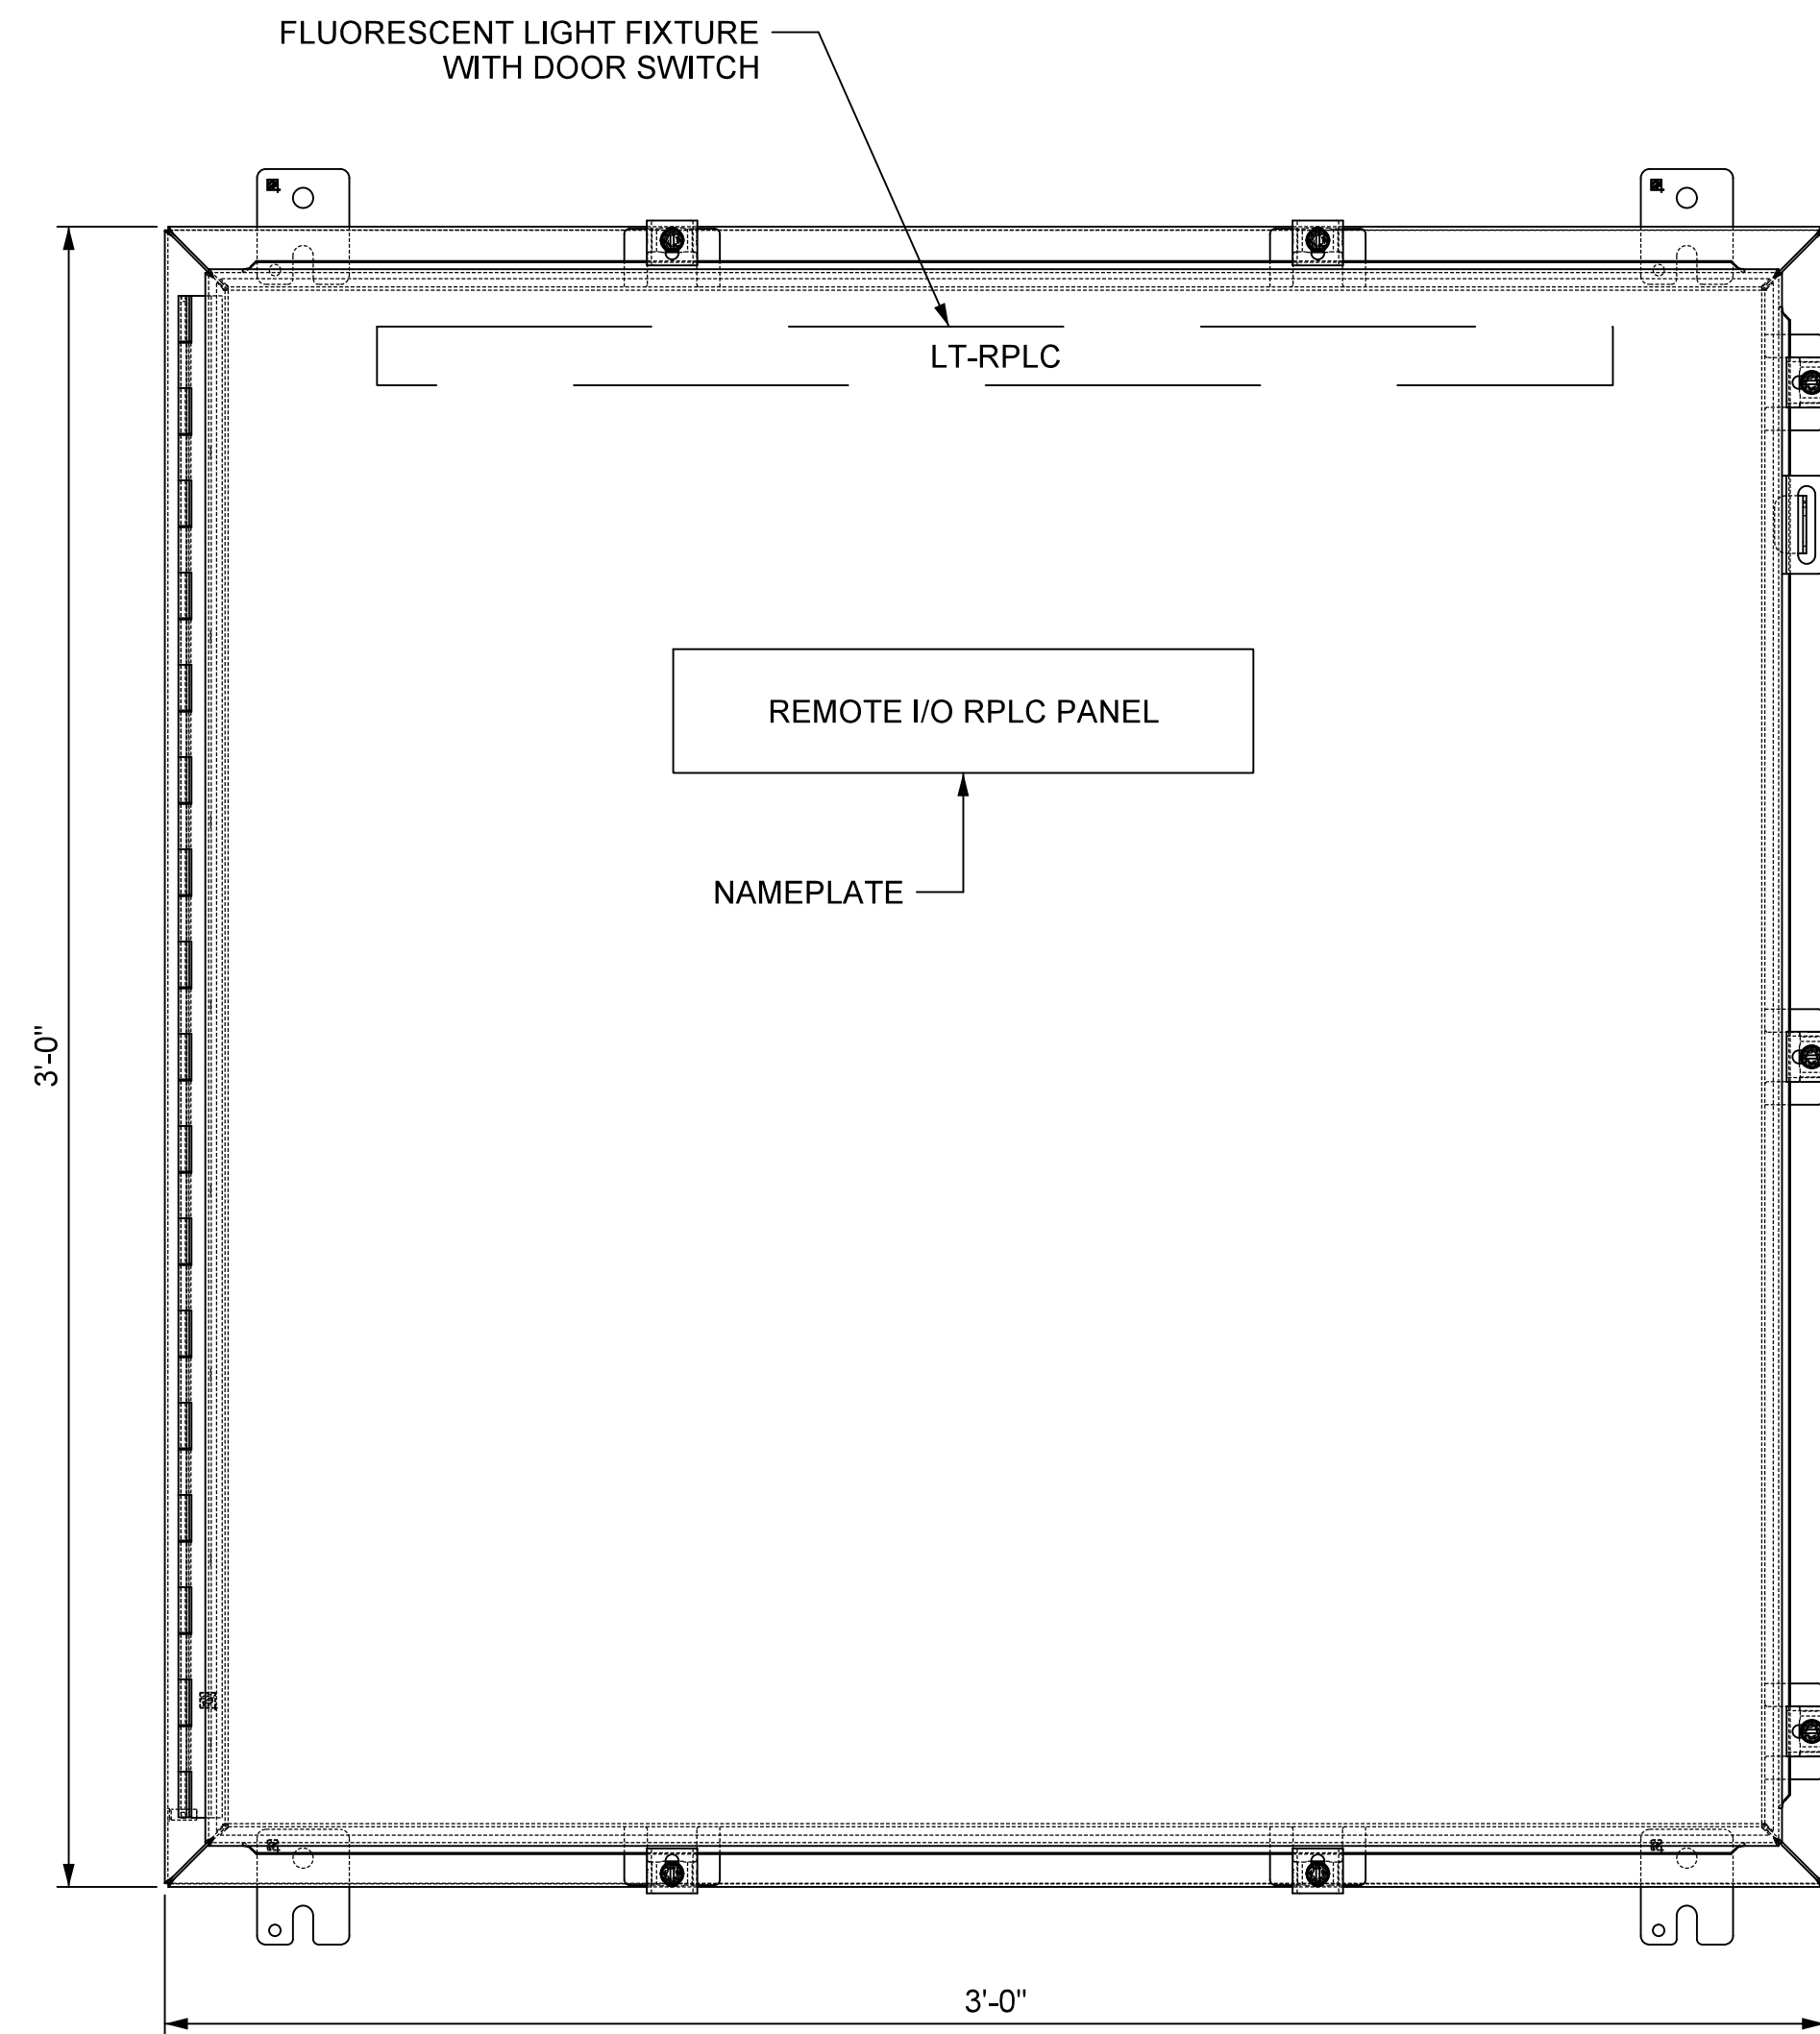 FLUORESCENT LIGHT FIXTURE
WITH DOOR SWITCH
LT-RPLC
REMOTE I/O RPLC PANEL
NAMEPLATE
3'-0"
3'-0"